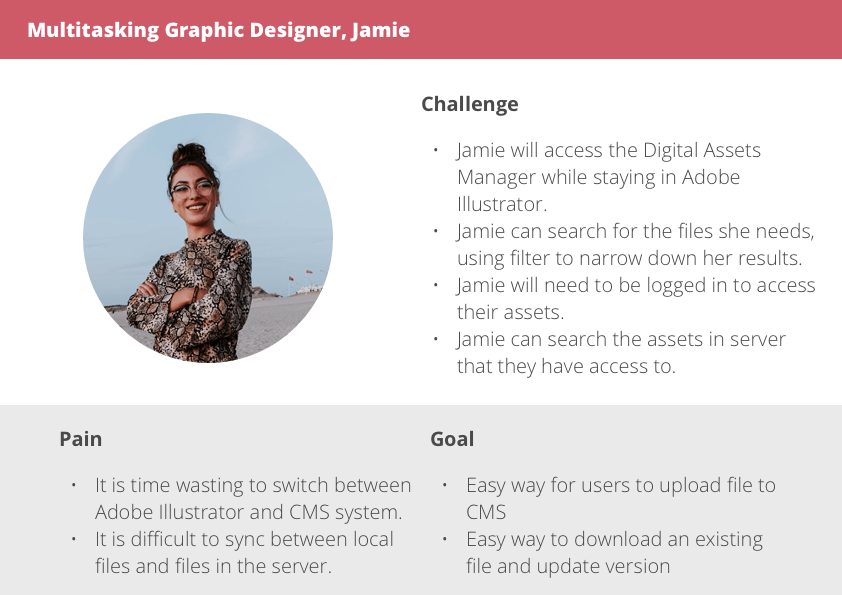 Multitasking Graphic Designer, Jamie
Challenge
• Jamie will access the Digital Assets
Manager while staying in Adobe
Illustrator.
• Jamie can search for the files she needs,
using filter to narrow down her results.
• Jamie will need to be logged in to access
their assets.
• Jamie can search the assets in server
that they have access to.
Pain
• It is time wasting to switch between
Adobe Illustrator and CMS system.
• It is difficult to sync between local
files and files in the server.
Goal
• Easy way for users to upload file to
CMS
• Easy way to download an existing
file and update version